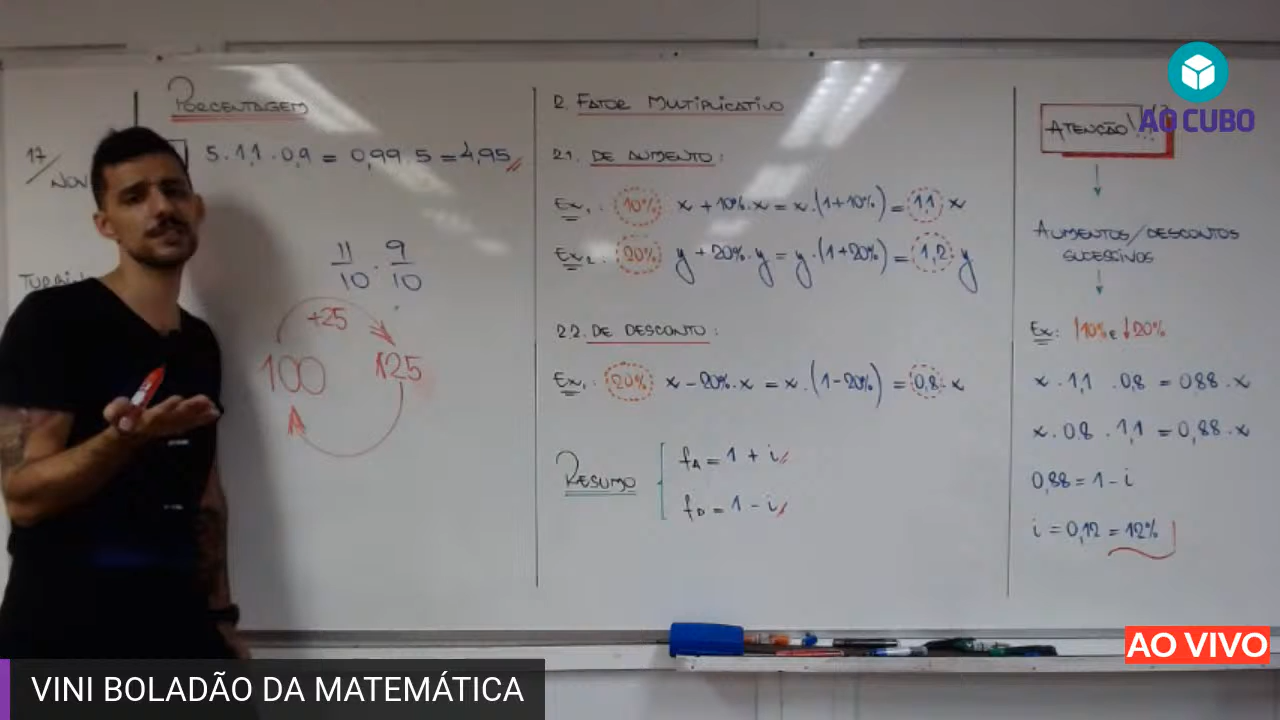 PORCENTAGEM
17/NOV
5 . 1,1 . 0,9 = 0,99 . 5 = 4,95
11/10 . 9/10
+25
100 125
2. FATOR MULTIPLICATIVO
2.1. DE AUMENTO:
Ex1: 10% x + 10%.x = x.(1+10%) = 1,1 x
Ex2: 20% y + 20%.y = y.(1+20%) = 1,2 y
2.2. DE DESCONTO:
Ex1: 20% x - 20%.x = x.(1-20%) = 0,8.x
RESUMO
fA = 1 + i
fD = 1 - i
ATENÇÃO!
AUMENTOS/DESCONTOS
SUCESSIVOS
Ex: ↑10% e ↓20%
x . 1,1 . 0,8 = 0,88 . x
x . 0,8 . 1,1 = 0,88 . x
0,88 = 1 - i
i = 0,12 = 12%
AO CUBO
AO VIVO
VINI BOLADÃO DA MATEMÁTICA